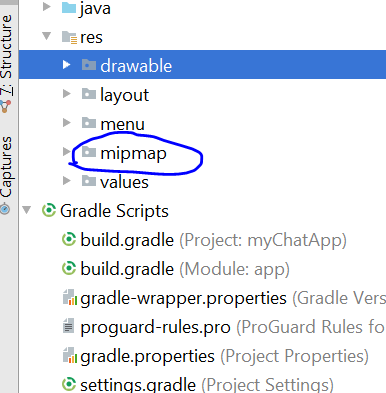 java
res
drawable
layout
menu
mipmap
values
Gradle Scripts
build.gradle (Project: myChatApp)
build.gradle (Module: app)
gradle-wrapper.properties (Gradle Vers
proguard-rules.pro (ProGuard Rules for
gradle.properties (Project Properties)
settings.gradle (Project Settings)
7: Structure
Captures